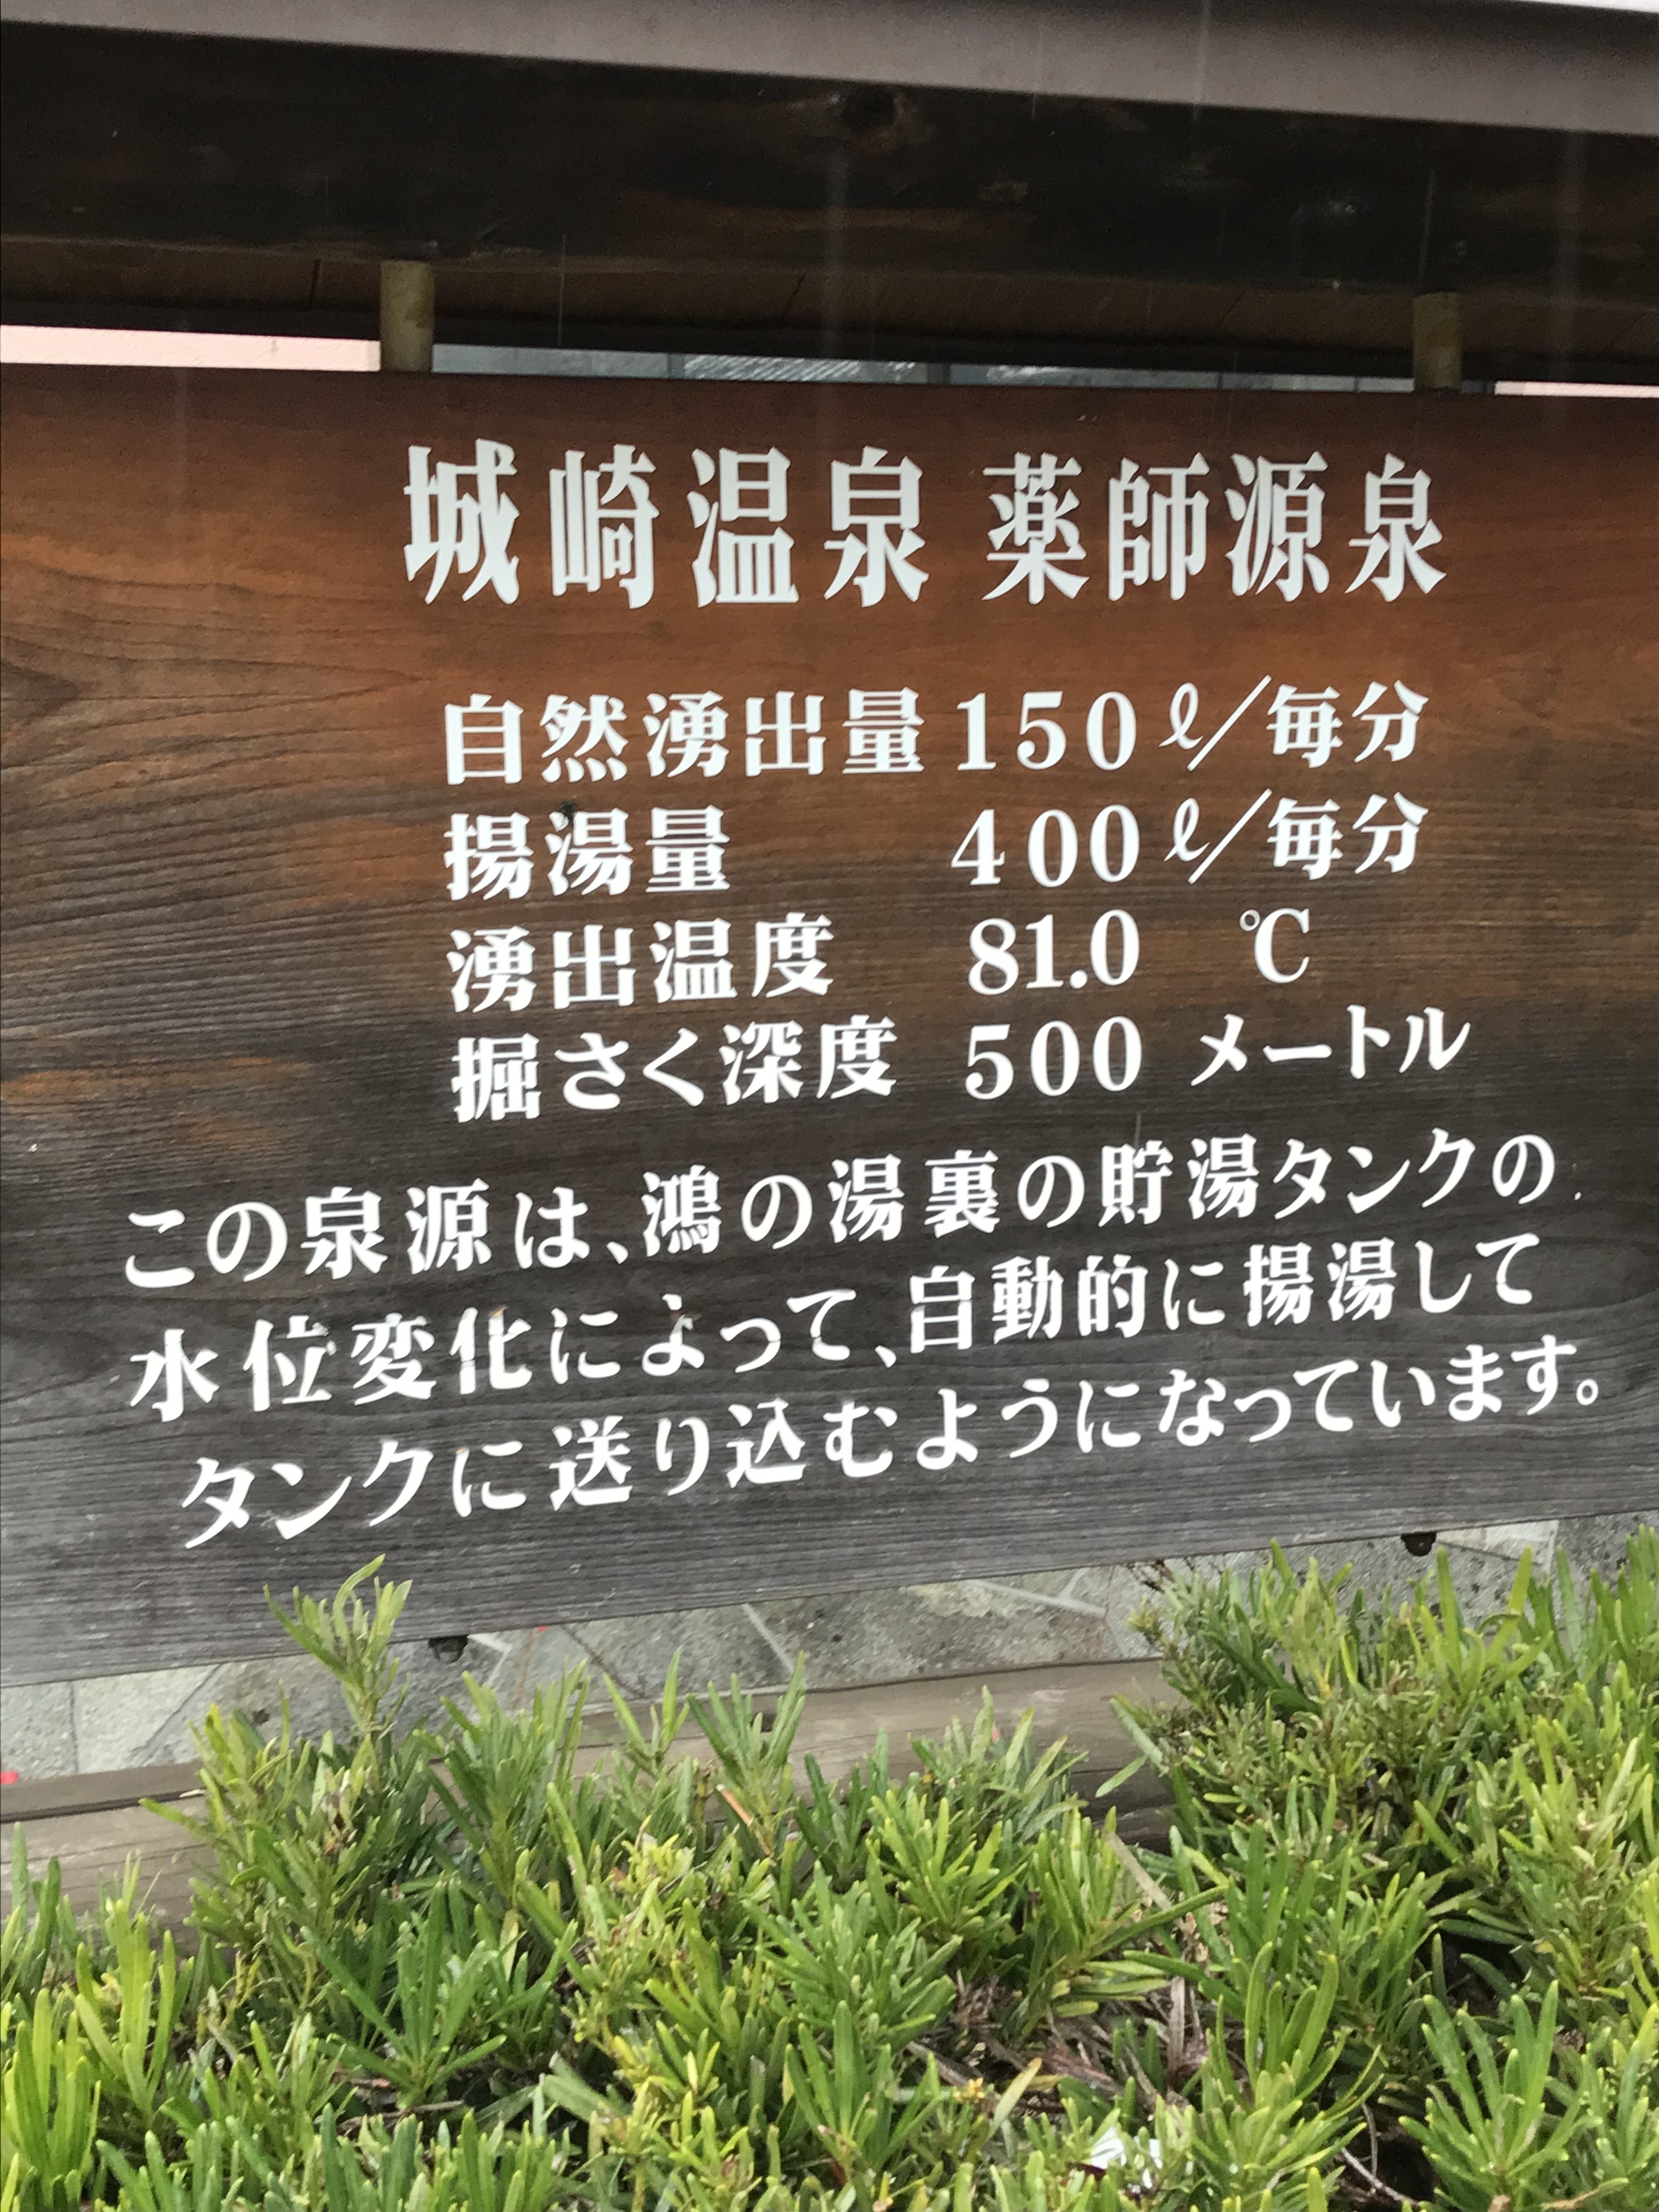 城崎温泉 薬師源泉
自然湧出量 150 ℓ/毎分
揚湯量 400 ℓ/毎分
湧出温度 81.0 ℃
掘さく深度 500 メートル
この泉源は、鴻の湯裏の貯湯タンクの
水位変化によって、自動的に揚湯して
タンクに送り込むようになっています。